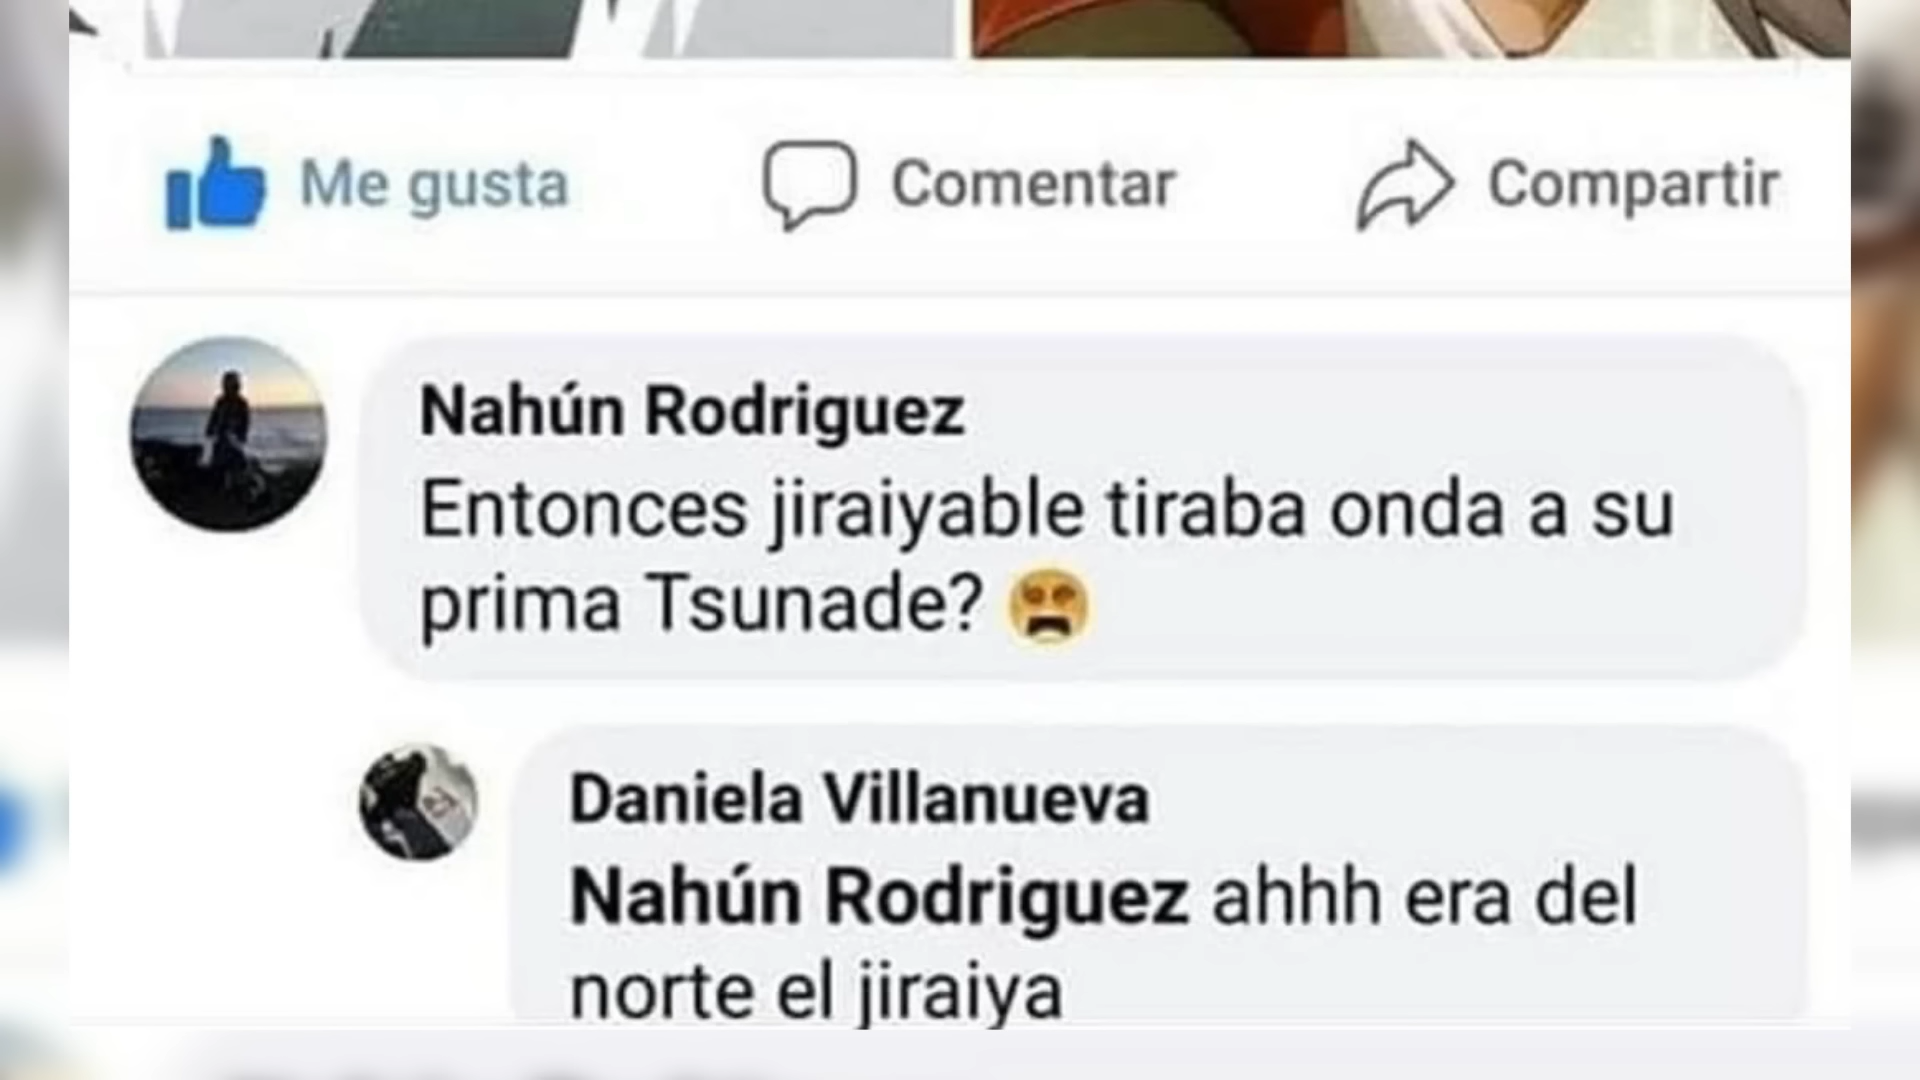 Me gusta Comentar Compartir
Nahún Rodriguez
Entonces jiraiyable tiraba onda a su
prima Tsunade?
Daniela Villanueva
Nahún Rodriguez ahhh era del
norte el jiraiya